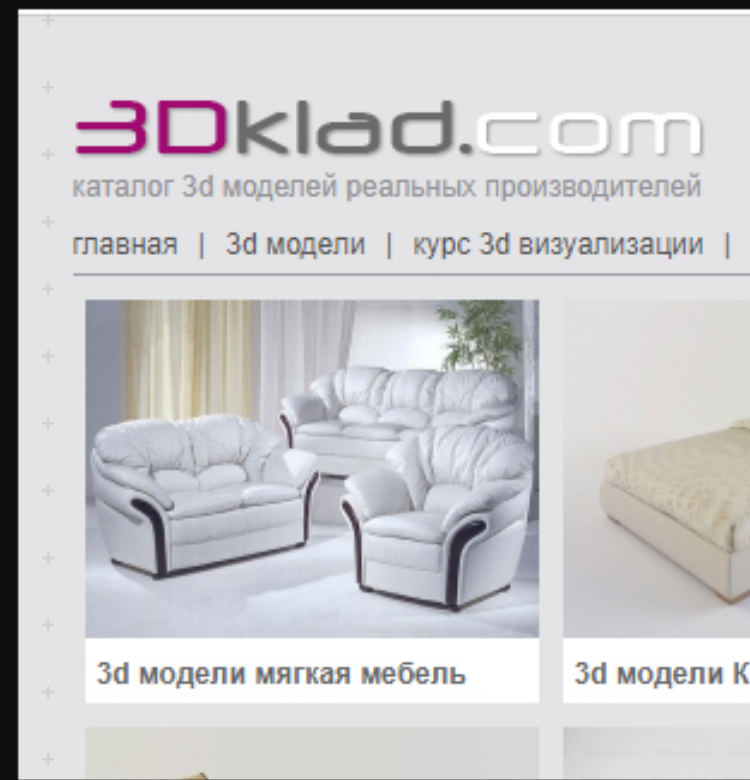 3Dklad.com
каталог 3d моделей реальных производителей
главная | 3d модели | курс 3d визуализации |
3d модели мягкая мебель
3d модели К